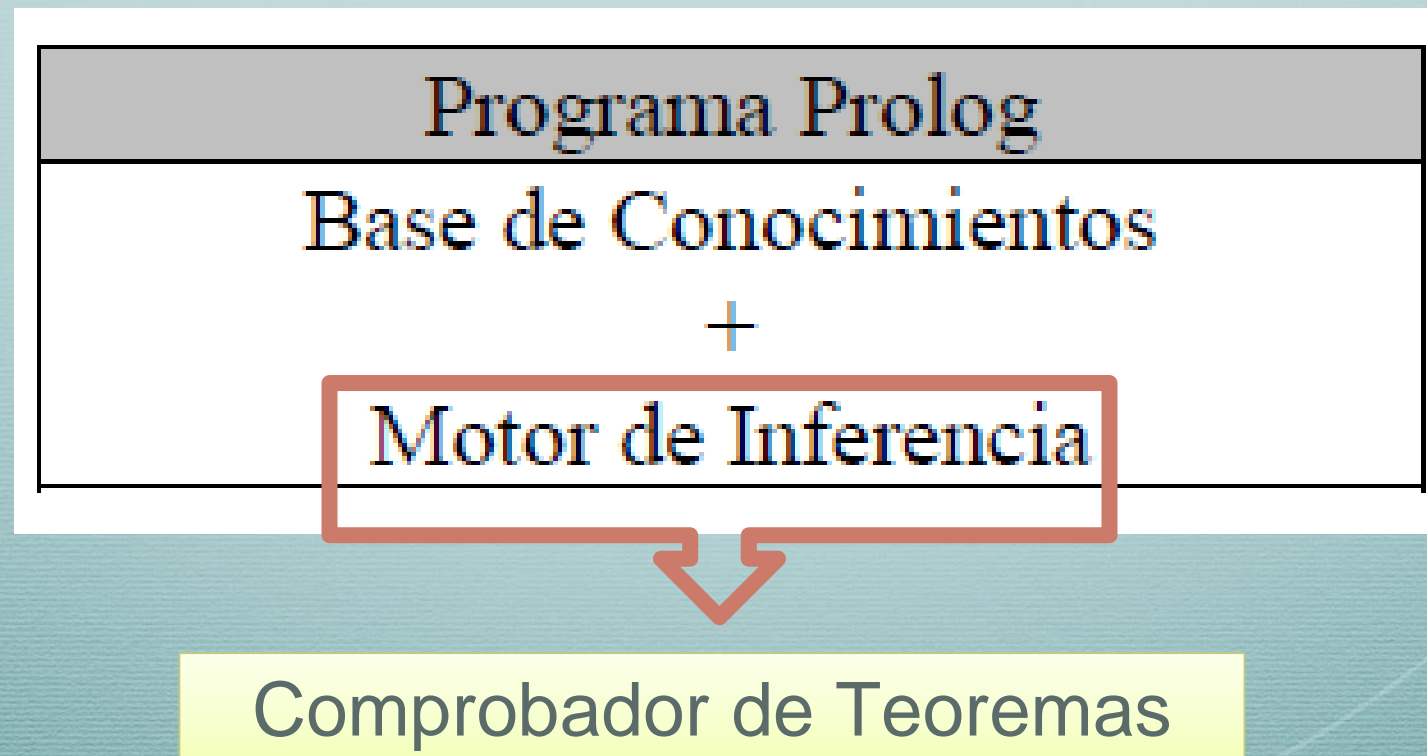 Programa Prolog
Base de Conocimientos
+
Motor de Inferencia
Comprobador de Teoremas